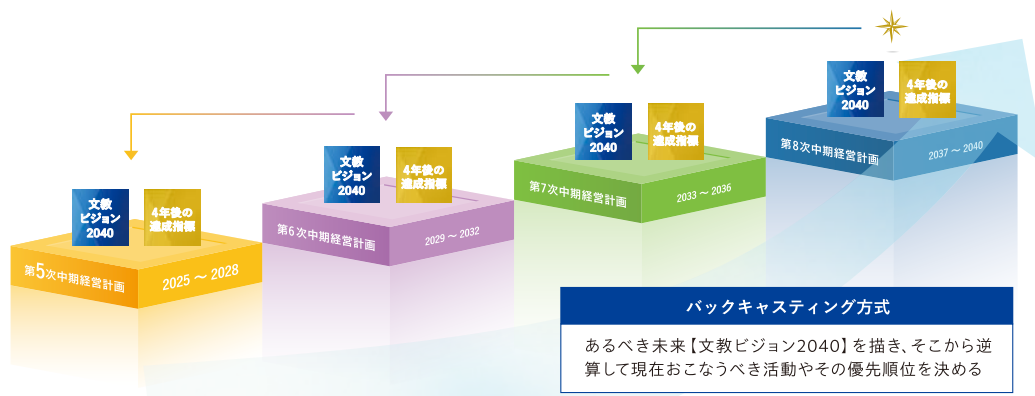 文教
ビジョン
2040
4年後の
達成指標
第5次中期経営計画
2025 ～ 2028
文教
ビジョン
2040
4年後の
達成指標
第6次中期経営計画
2029 ～ 2032
文教
ビジョン
2040
4年後の
達成指標
第7次中期経営計画
2033 ～ 2036
文教
ビジョン
2040
4年後の
達成指標
第8次中期経営計画
2037 ～ 2040
バックキャスティング方式
あるべき未来【文教ビジョン2040】を描き、そこから逆
算して現在おこなうべき活動やその優先順位を決める